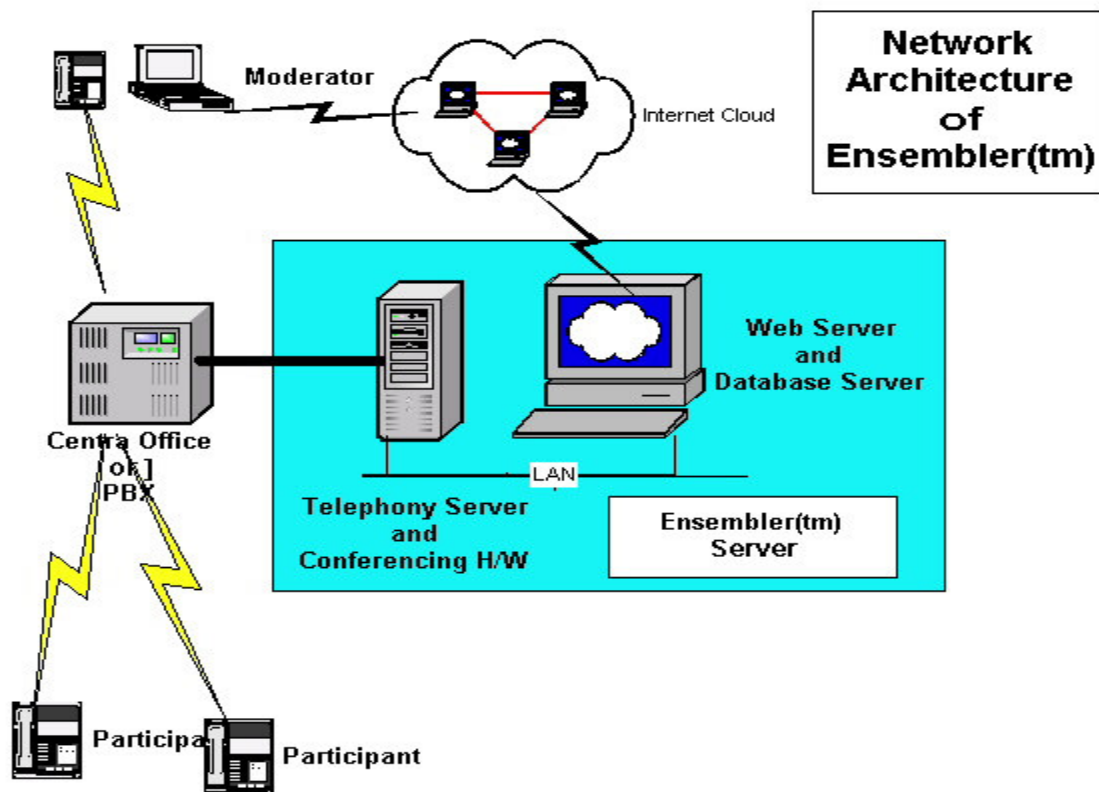 Network
Architecture
of
Ensembler(tm)
Moderator
Internet Cloud
Web Server
and
Database Server
Centra Office
or ]
PBX
LAN
Telephony Server
and
Conferencing H/W
Ensembler(tm)
Server
Participa
Participant